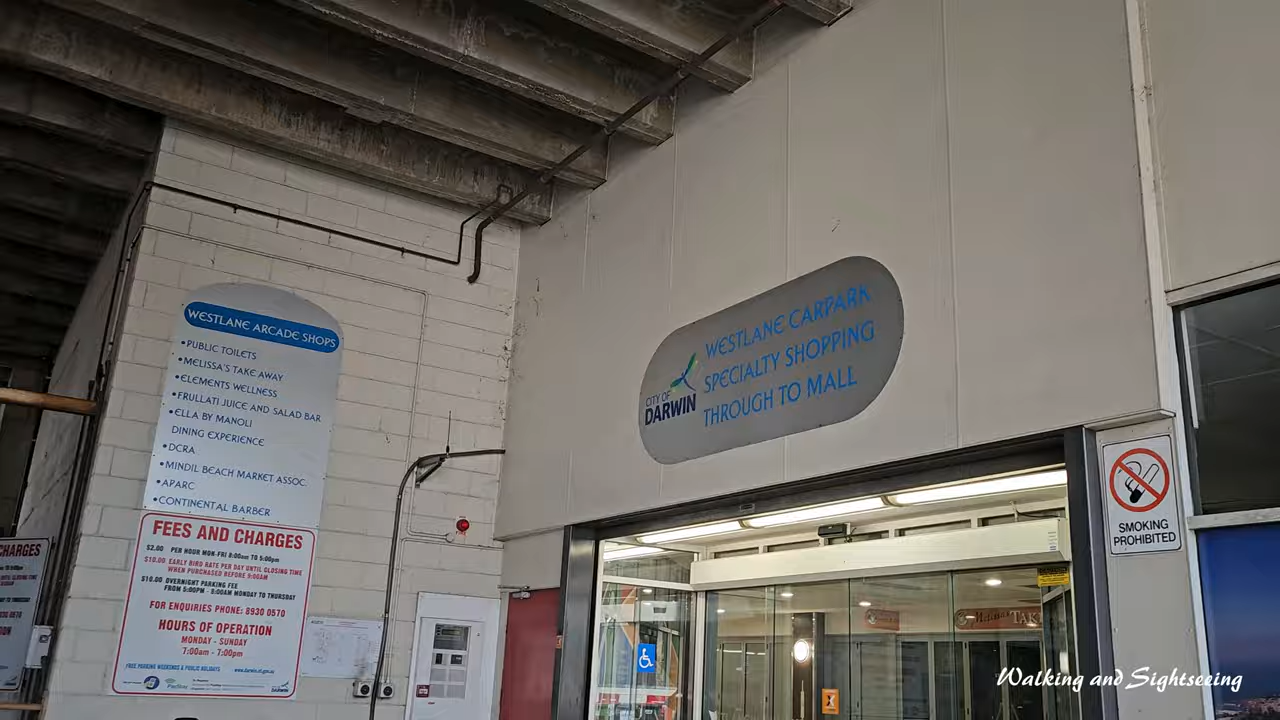 WESTLANE ARCADE SHOPS
• PUBLIC TOILETS
• MELISSA'S TAKE AWAY
• ELEMENTS WELLNESS
• FRULLATI JUICE AND SALAD BAR
• ELLA BY MANOLI
DINING EXPERIENCE
• DCRA
• MINDIL BEACH MARKET ASSOC.
• APARC
• CONTINENTAL BARBER
FEES AND CHARGES
$2.00 PER HOUR MON-FRI 8:00am TO 5:00pm
$10.00 EARLY BIRD RATE PER DAY UNTIL CLOSING TIME
WHEN PURCHASED BEFORE 9:00AM
$10.00 OVERNIGHT PARKING FEE
FROM 5:00PM - 8:00AM MONDAY TO THURSDAY
FOR ENQUIRIES PHONE: 8930 0570
HOURS OF OPERATION
MONDAY - SUNDAY
7:00am - 7:00pm
FREE PARKING WEEKENDS & PUBLIC HOLIDAYS
CHARGES
CITY OF
DARWIN
WESTLANE CARPARK
SPECIALTY SHOPPING
THROUGH TO MALL
SMOKING
PROHIBITED
TAK
Walking and Sightseeing